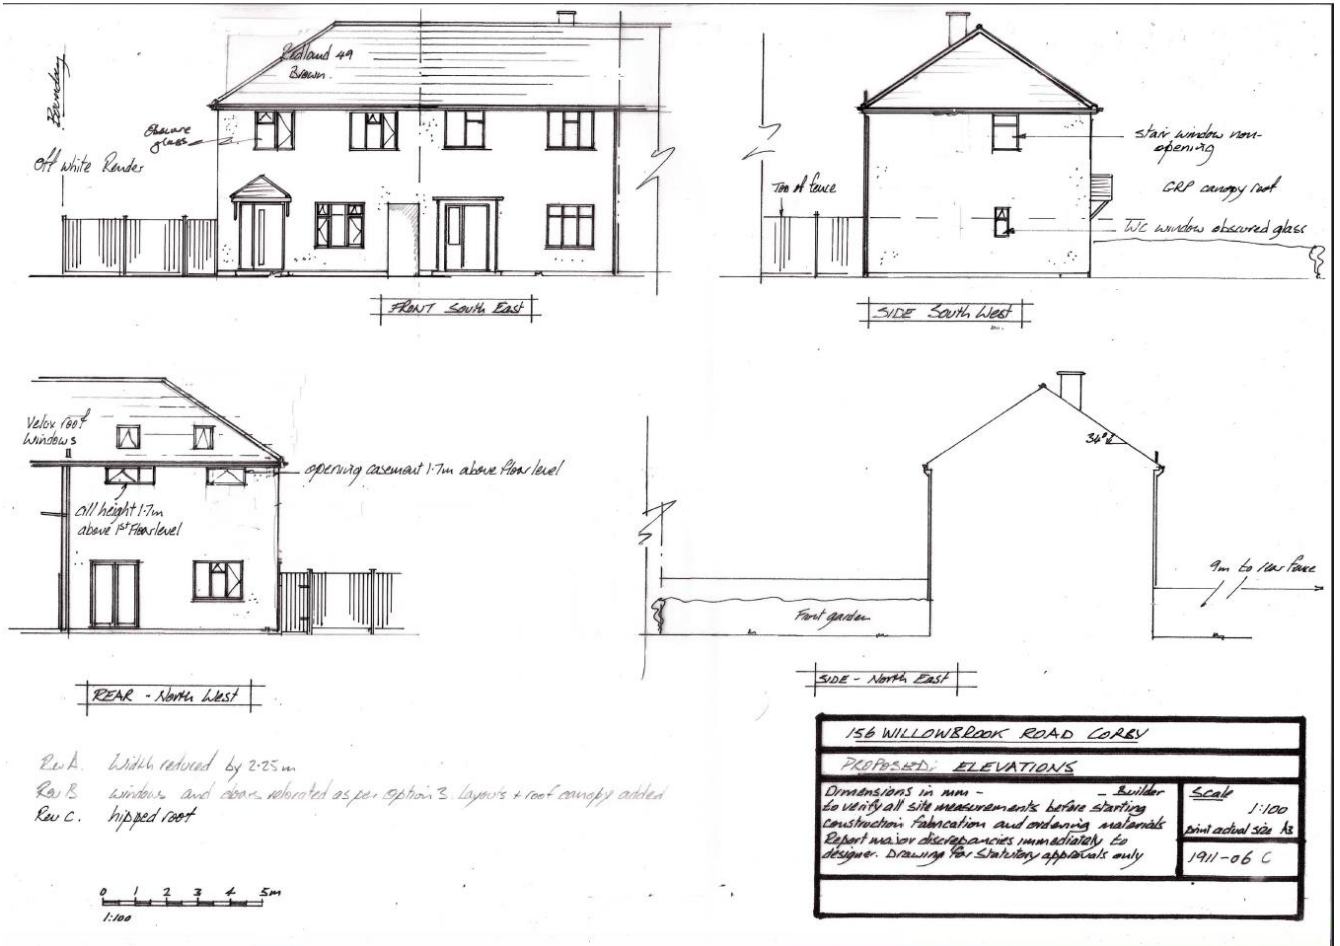 Boundary
Redland 49
Brown.
Obscure
glass
Off white Render
FRONT South East
stair window non-
opening
Top of fence
GRP canopy roof
WC window obscured glass
SIDE South West
Velux roof
Windows
opening casement 1·7m above floor level
cill height 1·7m
above 1st Floor level
REAR - North West
34°
9m to rear fence
Front garden
SIDE - North East
Rev A. Width reduced by 2·25m
Rev B windows and doors relocated as per option 3. Layouts + roof canopy added
Rev C. hipped roof
0 1 2 3 4 5m
1:100
156 WILLOWBROOK ROAD CORBY
PROPOSED: ELEVATIONS
Dimensions in mm - Builder
to verify all site measurements before starting
construction fabrication and ordering materials
Report major discrepancies immediately to
designer. Drawing for Statutory approvals only
Scale
1:100
print actual size A3
1911-06 C